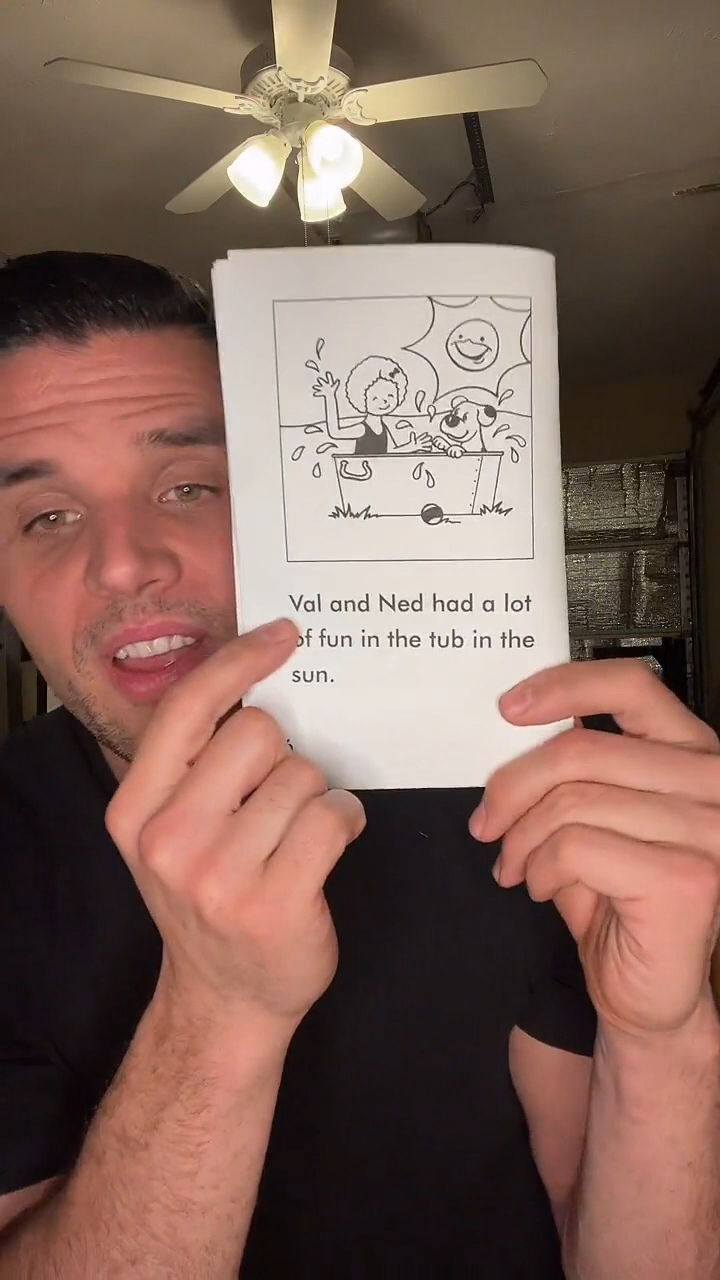 Val and Ned had a lot
of fun in the tub in the
sun.